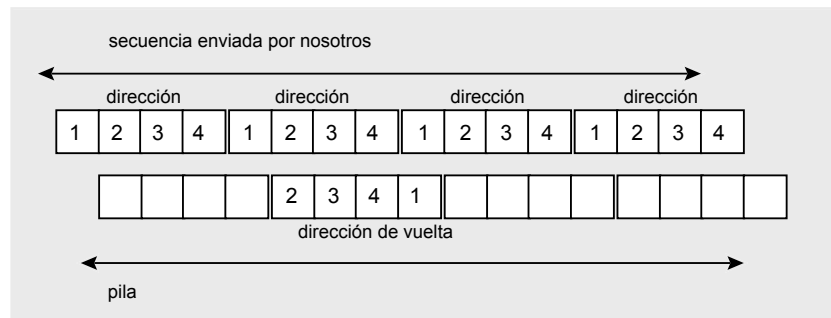 secuencia enviada por nosotros
dirección dirección dirección dirección
1 2 3 4 1 2 3 4 1 2 3 4 1 2 3 4
2 3 4 1
dirección de vuelta
pila